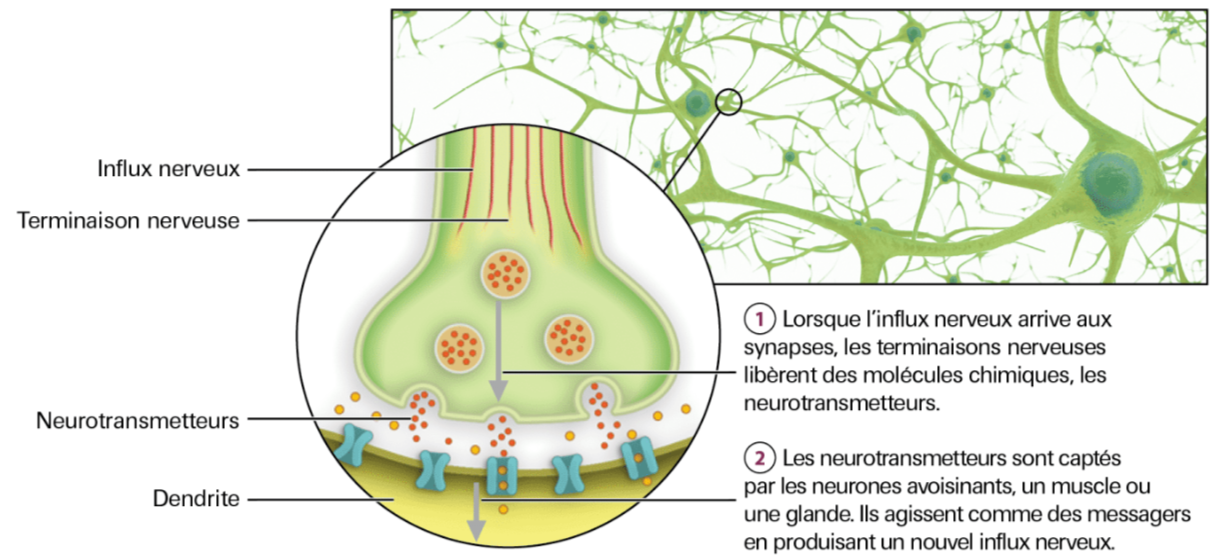 Influx nerveux
Terminaison nerveuse
Neurotransmetteurs
Dendrite
1 Lorsque l'influx nerveux arrive aux
synapses, les terminaisons nerveuses
libèrent des molécules chimiques, les
neurotransmetteurs.
2 Les neurotransmetteurs sont captés
par les neurones avoisinants, un muscle ou
une glande. Ils agissent comme des messagers
en produisant un nouvel influx nerveux.